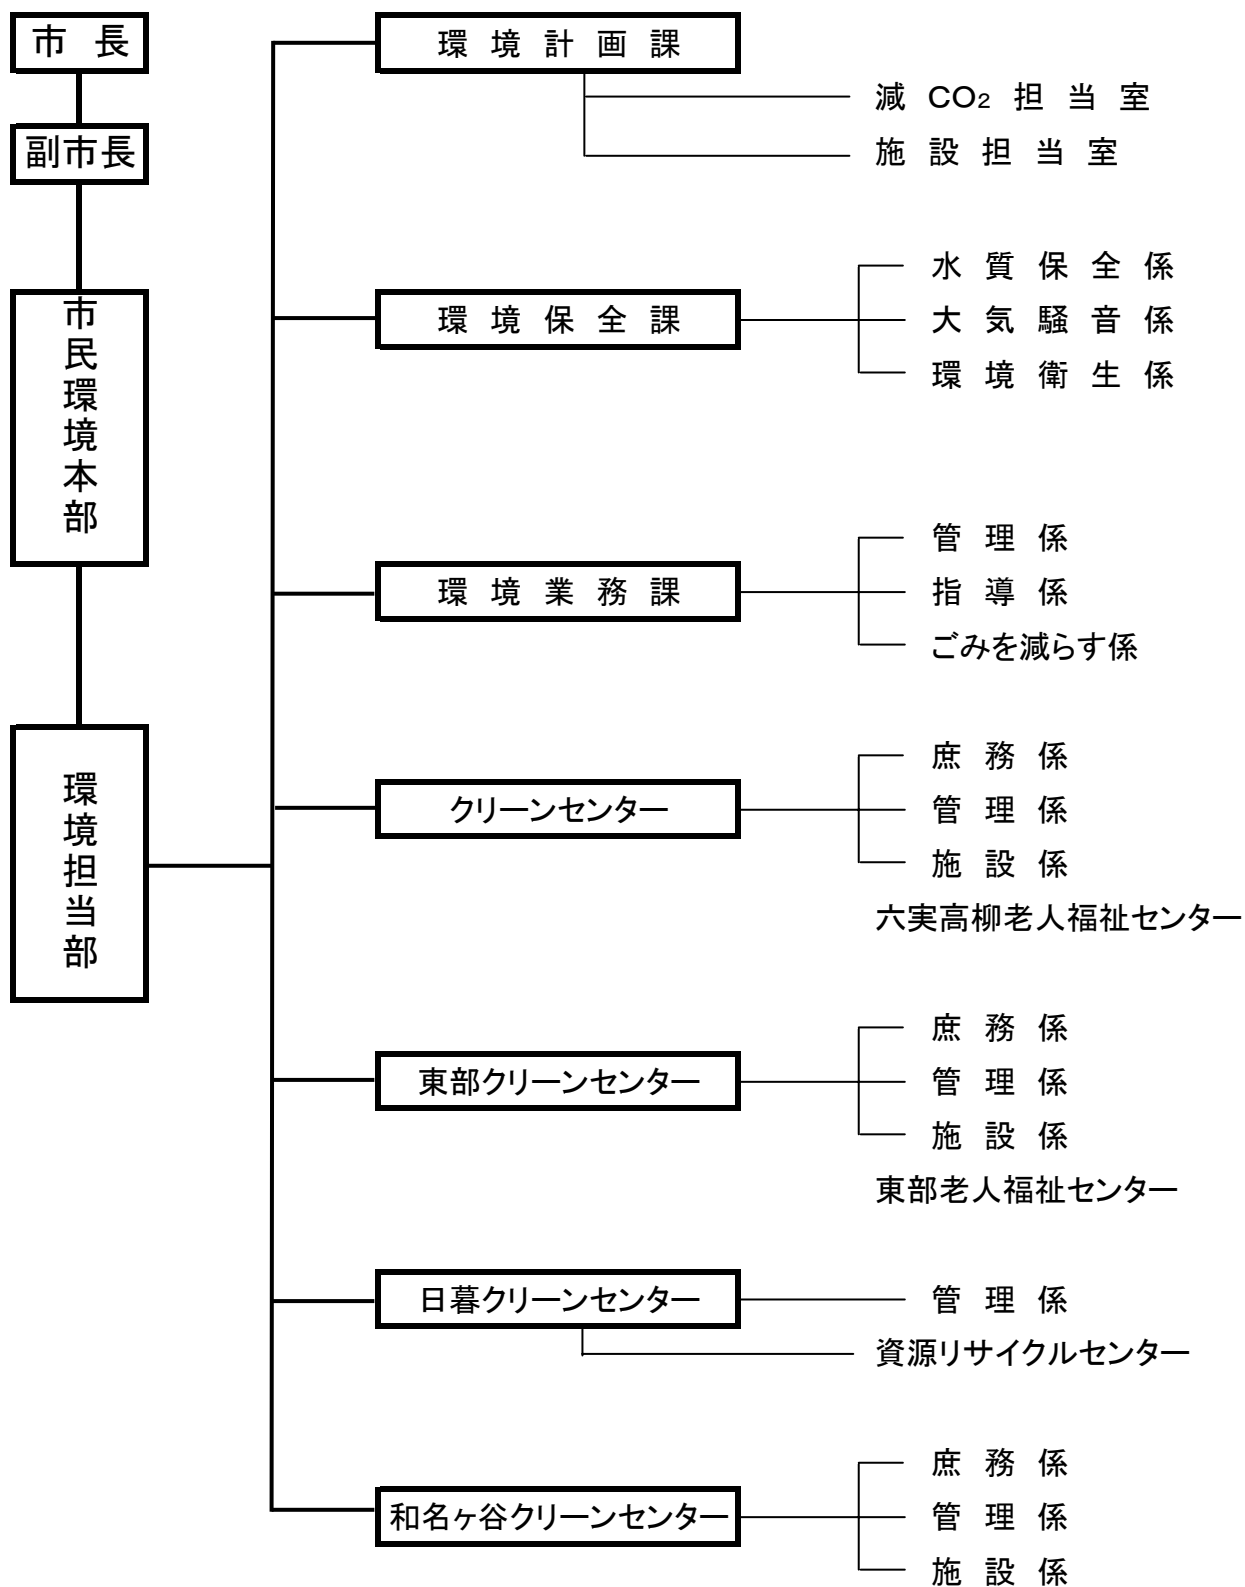 市長
副市長
市民環境本部
環境担当部
環境計画課
減CO₂担当室
施設担当室
環境保全課
水質保全係
大気騒音係
環境衛生係
環境業務課
管理係
指導係
ごみを減らす係
クリーンセンター
庶務係
管理係
施設係
六実高柳老人福祉センター
東部クリーンセンター
庶務係
管理係
施設係
東部老人福祉センター
日暮クリーンセンター
管理係
資源リサイクルセンター
和名ヶ谷クリーンセンター
庶務係
管理係
施設係